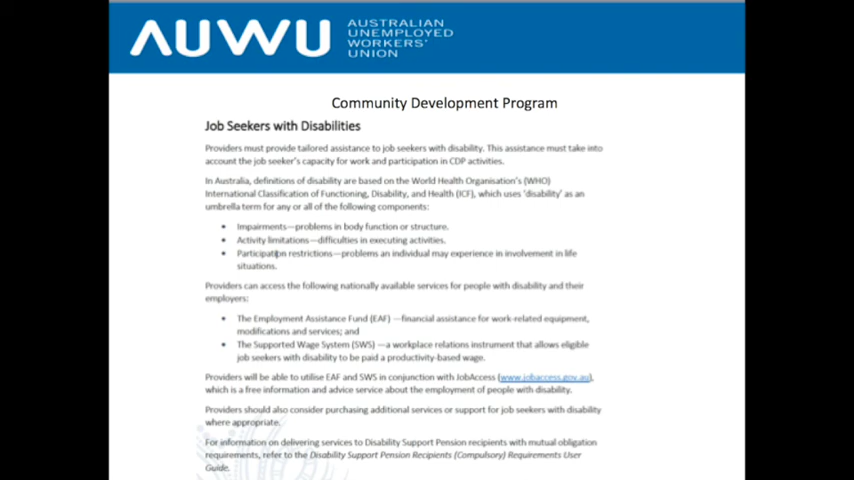 AUWU
AUSTRALIAN
UNEMPLOYED
WORKERS'
UNION
Community Development Program
Job Seekers with Disabilities
Providers must provide tailored assistance to job seekers with disability. This assistance must take into
account the job seeker's capacity for work and participation in CDP activities.
In Australia, definitions of disability are based on the World Health Organisation's (WHO)
International Classification of Functioning, Disability, and Health (ICF), which uses 'disability' as an
umbrella term for any or all of the following components:
• Impairments—problems in body function or structure.
• Activity limitations—difficulties in executing activities.
• Participation restrictions—problems an individual may experience in involvement in life
situations.
Providers can access the following nationally available services for people with disability and their
employers:
• The Employment Assistance Fund (EAF) —financial assistance for work-related equipment,
modifications and services; and
• The Supported Wage System (SWS) —a workplace relations instrument that allows eligible
job seekers with disability to be paid a productivity-based wage.
Providers will be able to utilise EAF and SWS in conjunction with JobAccess (www.jobaccess.gov.au),
which is a free information and advice service about the employment of people with disability.
Providers should also consider purchasing additional services or support for job seekers with disability
where appropriate.
For information on delivering services to Disability Support Pension recipients with mutual obligation
requirements, refer to the Disability Support Pension Recipients (Compulsory) Requirements User
Guide.